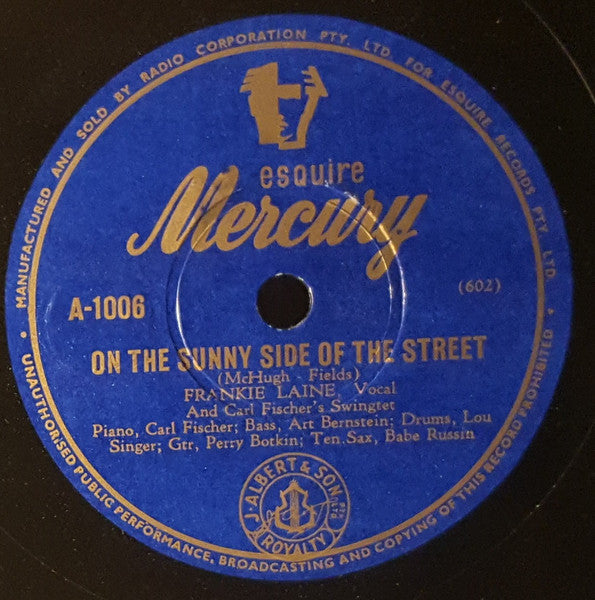 MANUFACTURED AND SOLD BY RADIO CORPORATION PTY. LTD. FOR ESQUIRE RECORDS PTY. LTD.
esquire
Mercury
A-1006
(602)
ON THE SUNNY SIDE OF THE STREET
(McHugh - Fields)
FRANKIE LAINE, Vocal
And Carl Fischer's Swingtet
Piano, Carl Fischer; Bass, Art Bernstein; Drums, Lou
Singer; Gtr, Perry Botkin; Ten.Sax, Babe Russin
J. ALBERT & SON
PTY LTD
ROYALTY
UNAUTHORISED PUBLIC PERFORMANCE, BROADCASTING AND COPYING OF THIS RECORD PROHIBITED